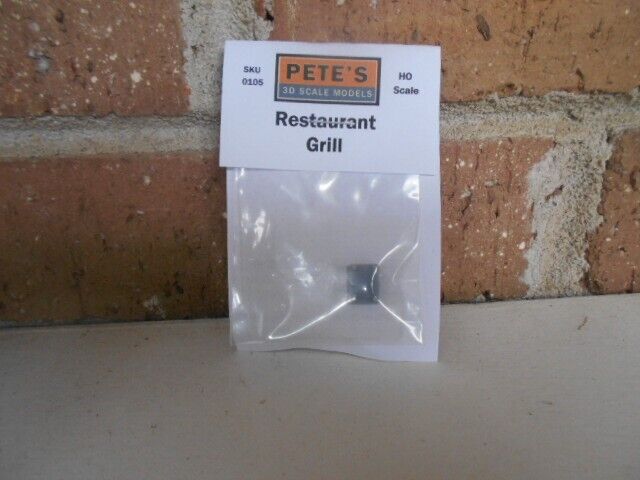 SKU
0105
PETE'S
3D SCALE MODELS
HO
Scale
Restaurant
Grill